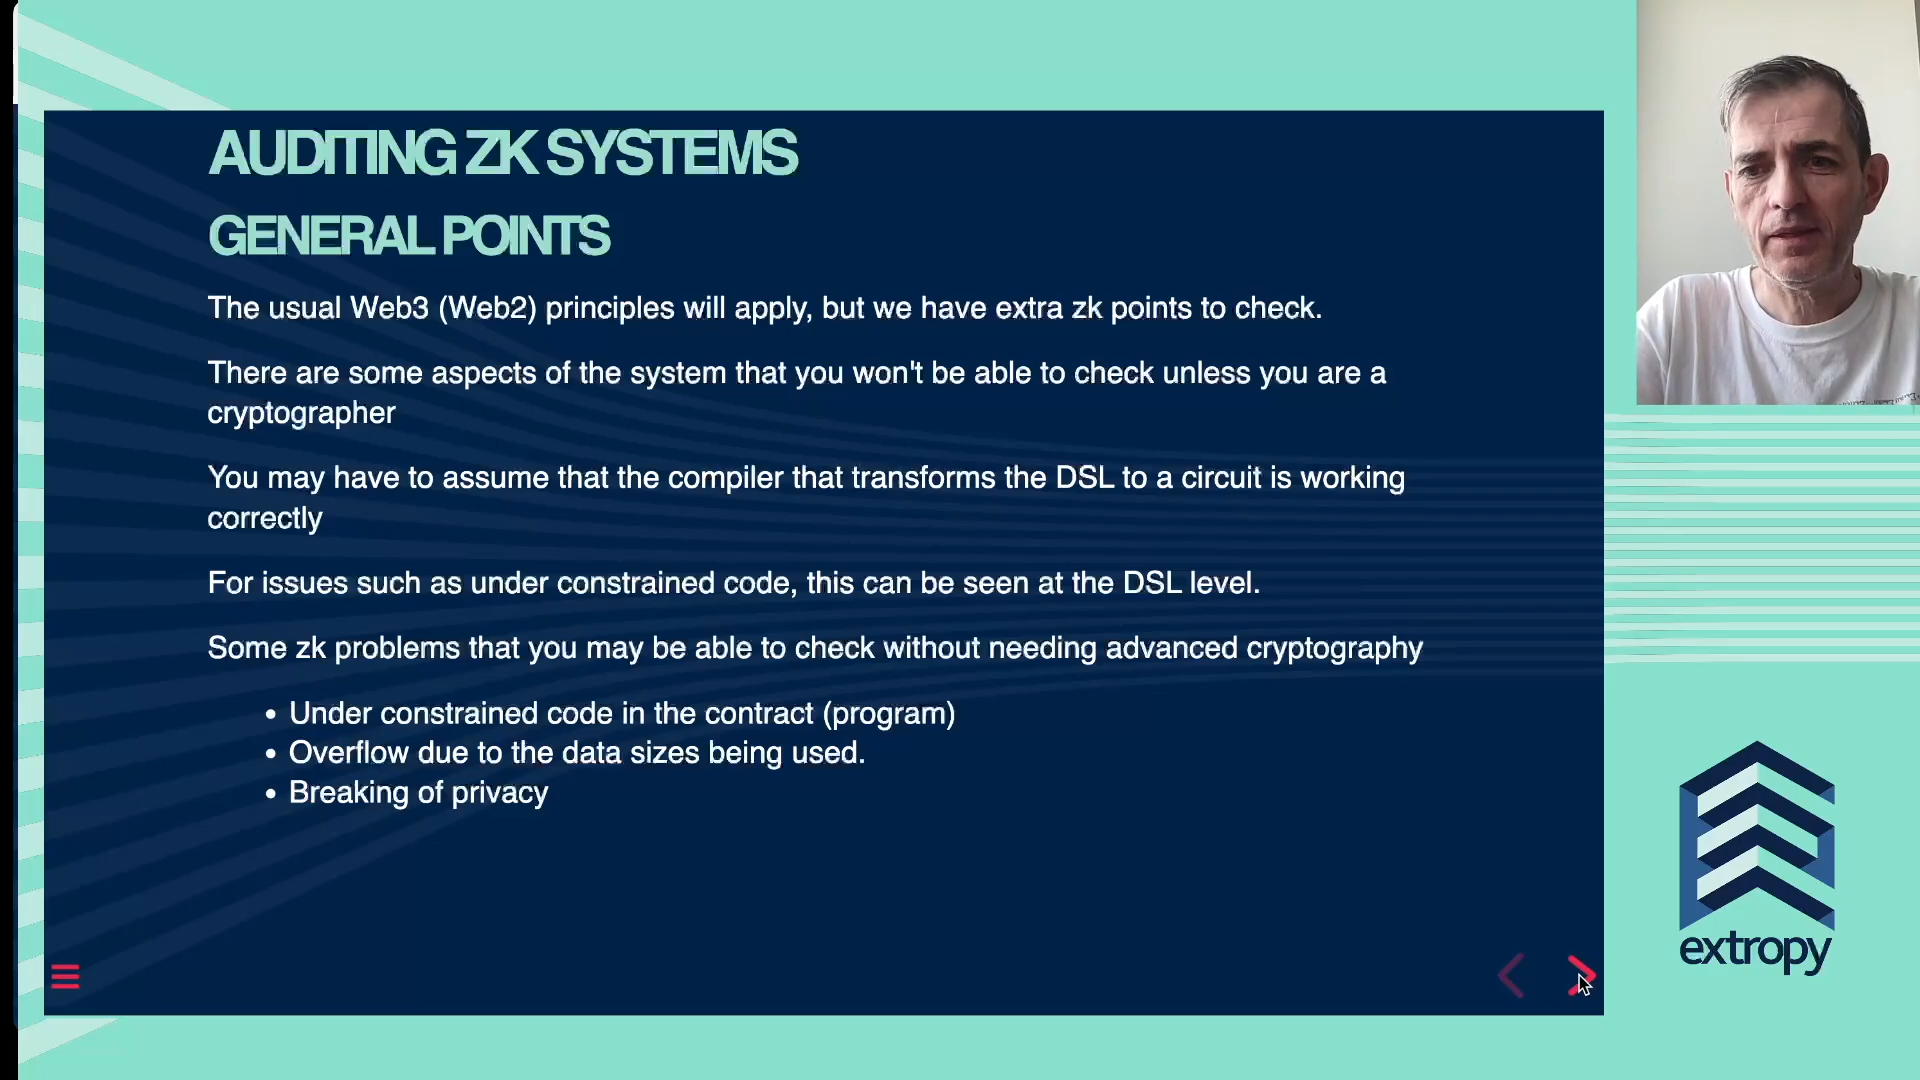 AUDITING ZK SYSTEMS
GENERAL POINTS
The usual Web3 (Web2) principles will apply, but we have extra zk points to check.
There are some aspects of the system that you won't be able to check unless you are a
cryptographer
You may have to assume that the compiler that transforms the DSL to a circuit is working
correctly
For issues such as under constrained code, this can be seen at the DSL level.
Some zk problems that you may be able to check without needing advanced cryptography
• Under constrained code in the contract (program)
• Overflow due to the data sizes being used.
• Breaking of privacy
extropy